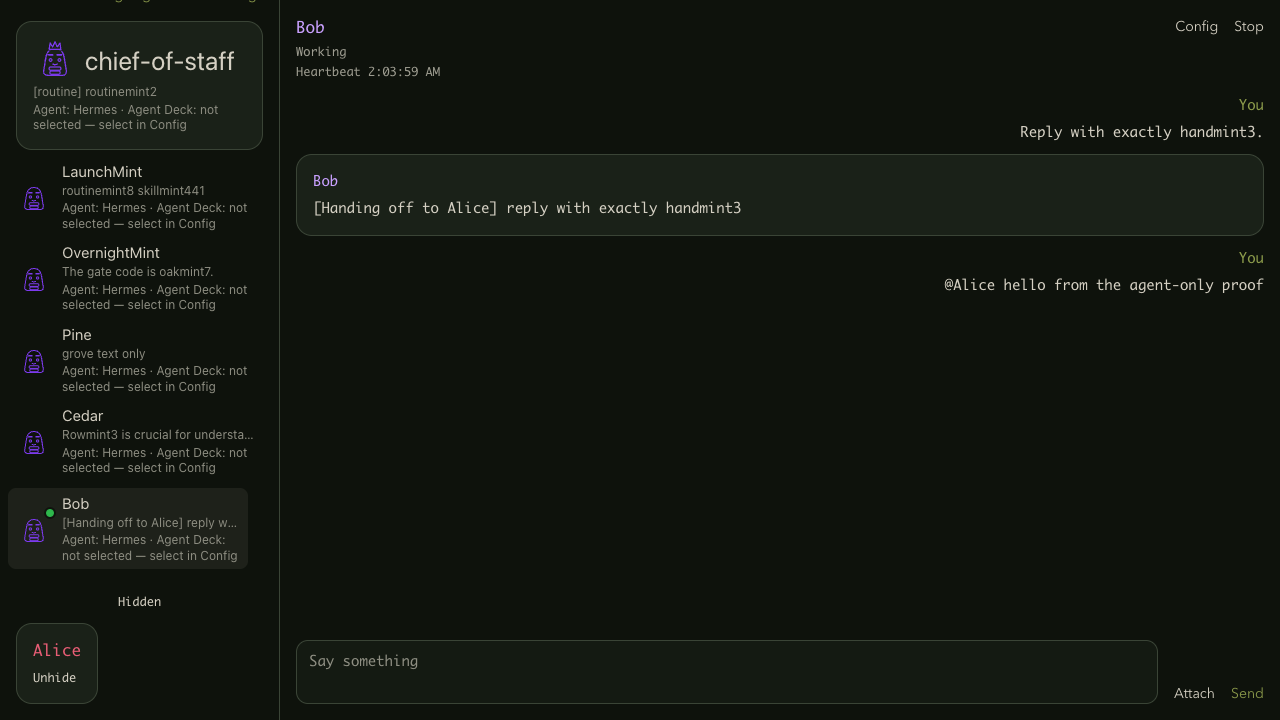 chief-of-staff
[routine] routinemint2
Agent: Hermes · Agent Deck: not
selected — select in Config
LaunchMint
routinemint8 skillmint441
Agent: Hermes · Agent Deck: not
selected — select in Config
OvernightMint
The gate code is oakmint7.
Agent: Hermes · Agent Deck: not
selected — select in Config
Pine
grove text only
Agent: Hermes · Agent Deck: not
selected — select in Config
Cedar
Rowmint3 is crucial for understa...
Agent: Hermes · Agent Deck: not
selected — select in Config
Bob
[Handing off to Alice] reply w...
Agent: Hermes · Agent Deck:
not selected — select in Config
Hidden
Alice
Unhide
Bob
Config Stop
Working
Heartbeat 2:03:59 AM
You
Reply with exactly handmint3.
Bob
[Handing off to Alice] reply with exactly handmint3
You
@Alice hello from the agent-only proof
Say something
Attach Send